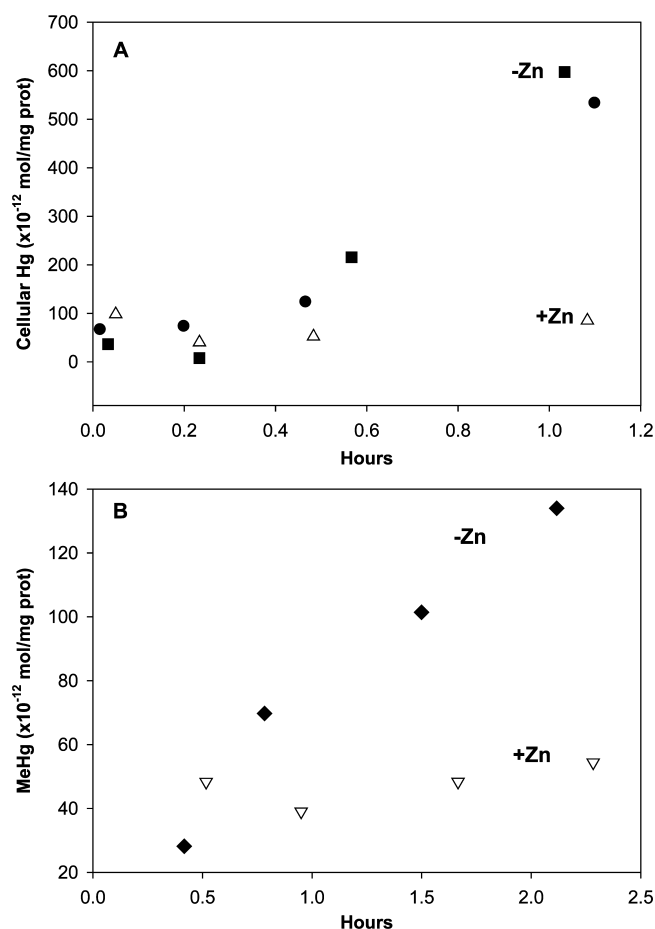 A
700
600
500
400
300
200
100
0
Cellular Hg (x10⁻¹² mol/mg prot)
-Zn
+Zn
0.0 0.2 0.4 0.6 0.8 1.0 1.2
Hours
B
140
120
100
80
60
40
20
MeHg (x10⁻¹² mol/mg prot)
-Zn
+Zn
0.0 0.5 1.0 1.5 2.0 2.5
Hours